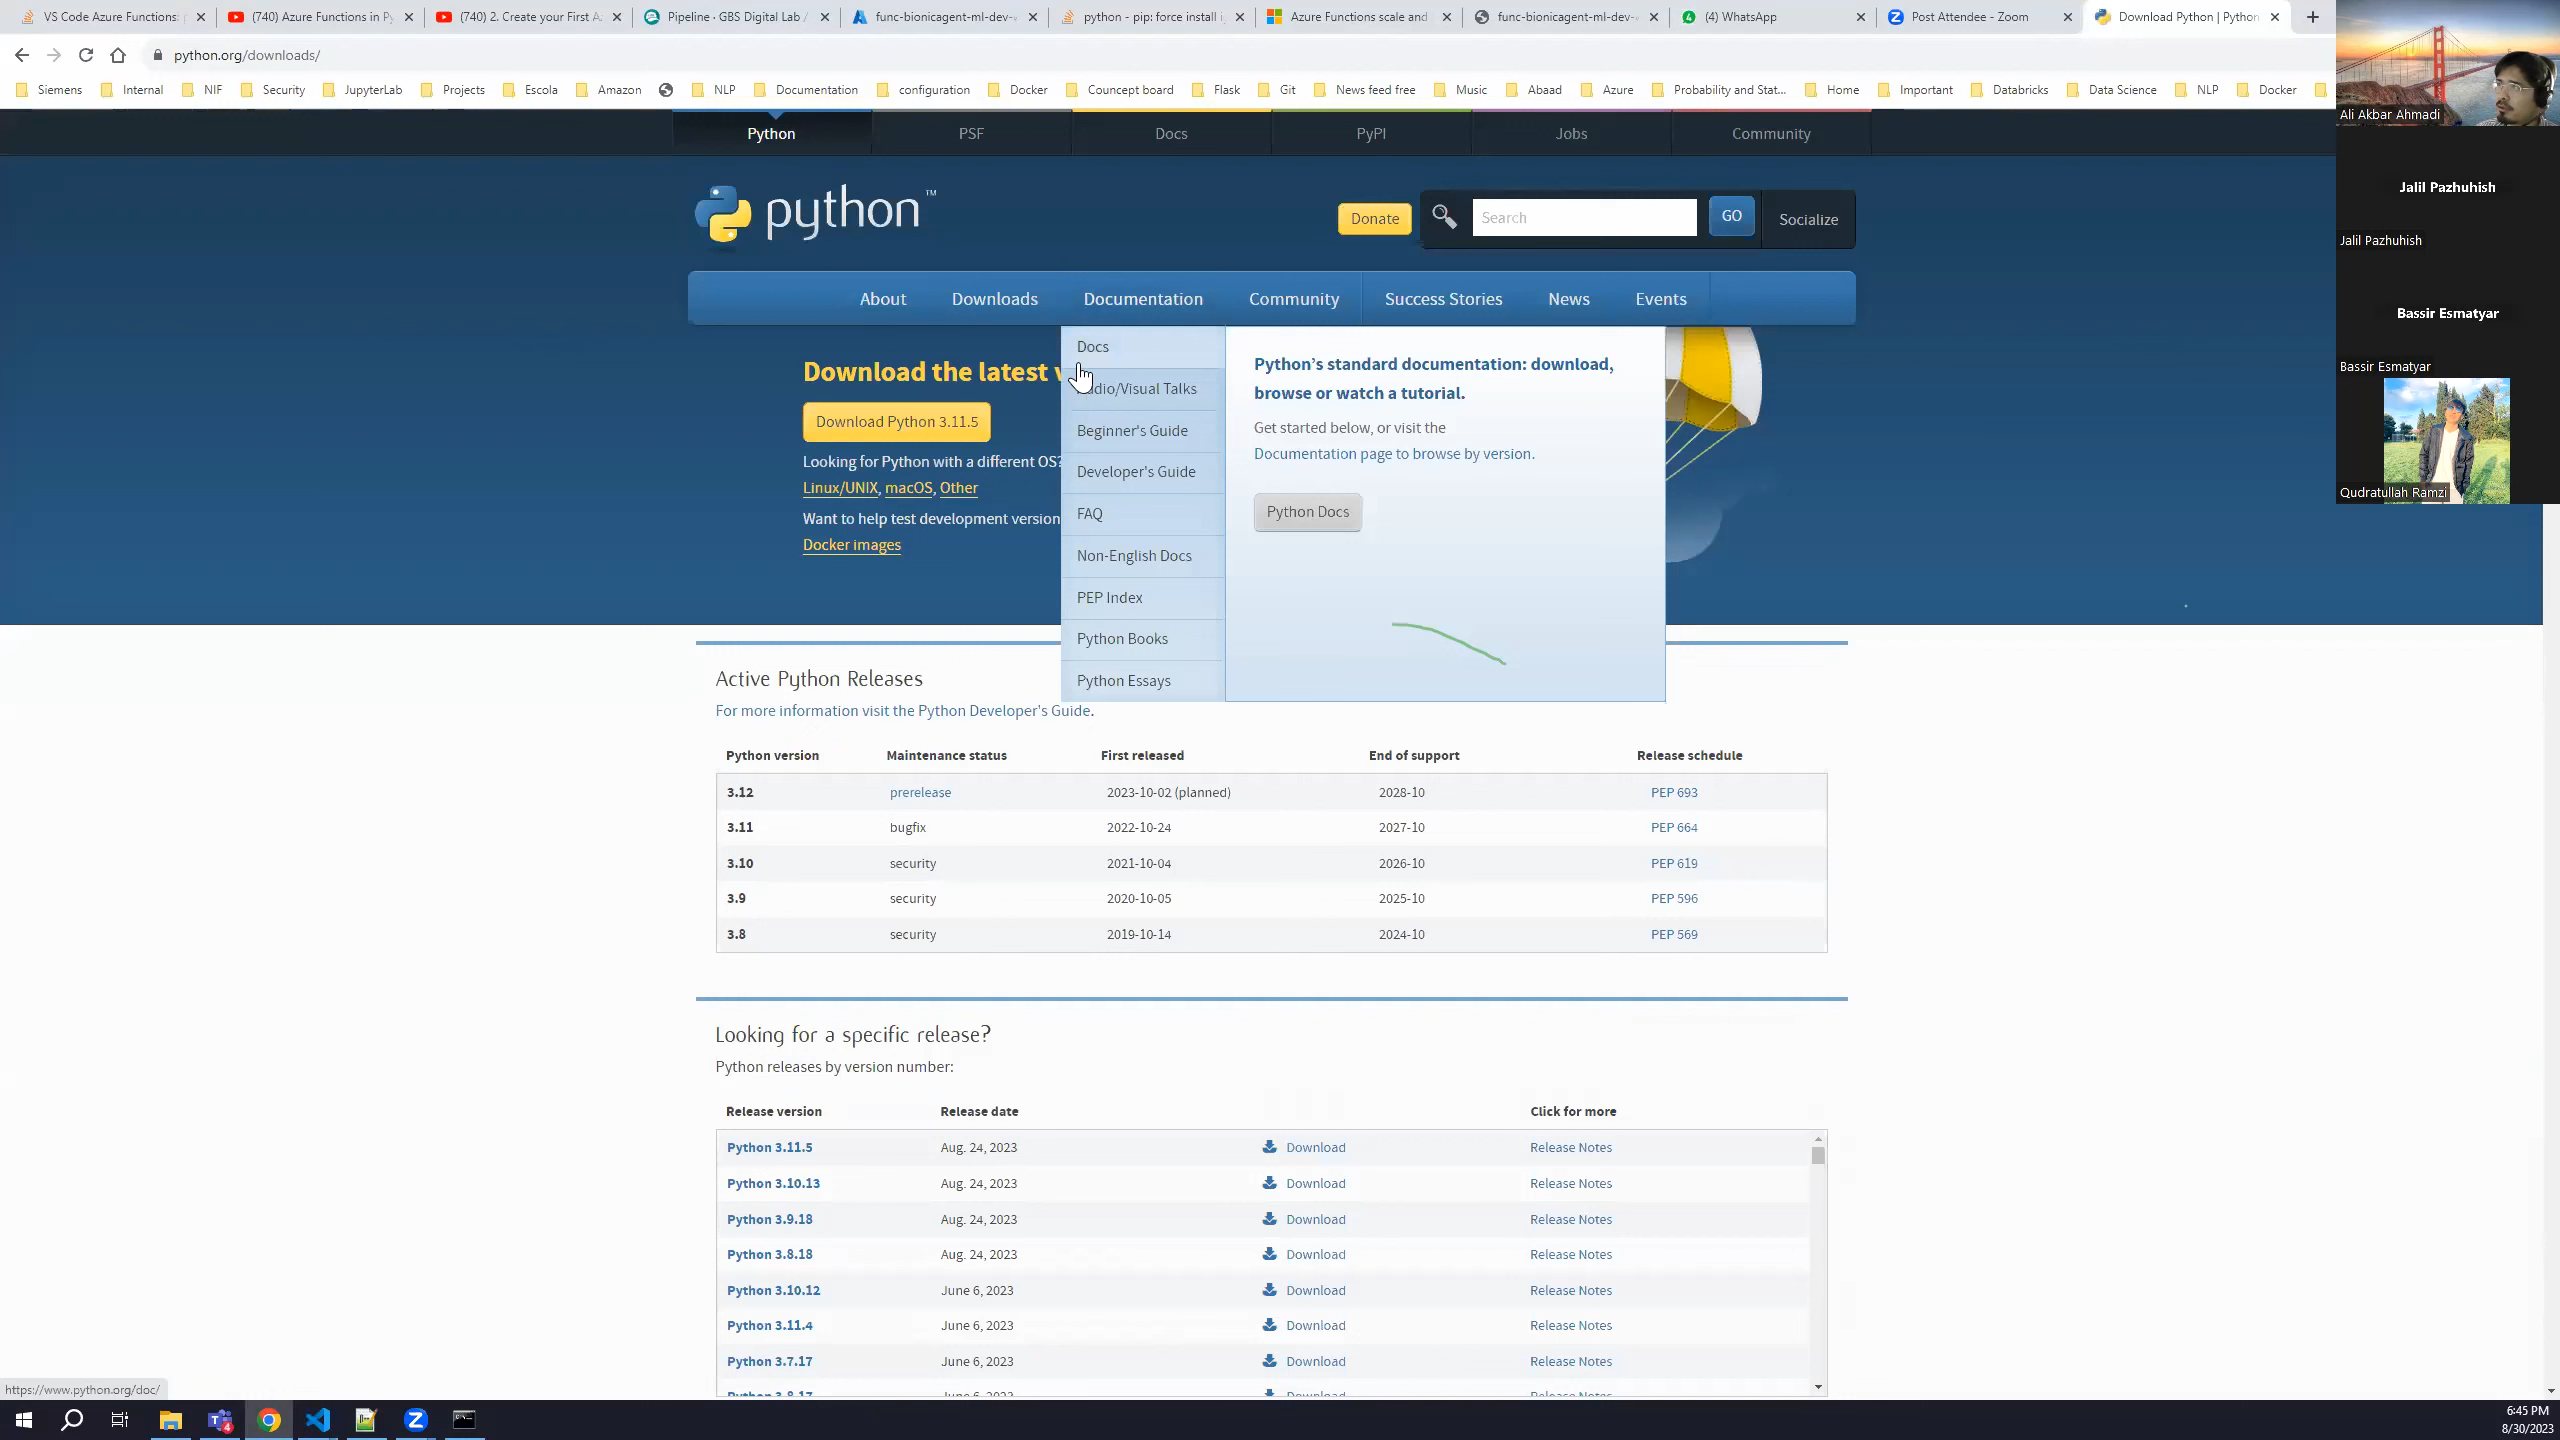 VS Code Azure Functions:
(740) Azure Functions in Py
(740) 2. Create your First A
Pipeline · GBS Digital Lab /
func-bionicagent-ml-dev-
python - pip: force install i
Azure Functions scale and
func-bionicagent-ml-dev-
(4) WhatsApp
Post Attendee - Zoom
Download Python | Python
python.org/downloads/
Siemens Internal NIF Security JupyterLab Projects Escola Amazon NLP Documentation configuration Docker Councept board Flask Git News feed free Music Abaad Azure Probability and Stat... Home Important Databricks Data Science NLP Docker
Python PSF Docs PyPI Jobs Community
python™
Donate
Search
GO
Socialize
About Downloads Documentation Community Success Stories News Events
Download the latest
Download Python 3.11.5
Looking for Python with a different OS?
Linux/UNIX, macOS, Other
Want to help test development version
Docker images
Docs
Audio/Visual Talks
Beginner's Guide
Developer's Guide
FAQ
Non-English Docs
PEP Index
Python Books
Python Essays
Python's standard documentation: download,
browse or watch a tutorial.
Get started below, or visit the
Documentation page to browse by version.
Python Docs
Active Python Releases
For more information visit the Python Developer's Guide.
Python version Maintenance status First released End of support Release schedule
3.12 prerelease 2023-10-02 (planned) 2028-10 PEP 693
3.11 bugfix 2022-10-24 2027-10 PEP 664
3.10 security 2021-10-04 2026-10 PEP 619
3.9 security 2020-10-05 2025-10 PEP 596
3.8 security 2019-10-14 2024-10 PEP 569
Looking for a specific release?
Python releases by version number:
Release version Release date Click for more
Python 3.11.5 Aug. 24, 2023 Download Release Notes
Python 3.10.13 Aug. 24, 2023 Download Release Notes
Python 3.9.18 Aug. 24, 2023 Download Release Notes
Python 3.8.18 Aug. 24, 2023 Download Release Notes
Python 3.10.12 June 6, 2023 Download Release Notes
Python 3.11.4 June 6, 2023 Download Release Notes
Python 3.7.17 June 6, 2023 Download Release Notes
Python 3.8.17 June 6, 2023 Download Release Notes
https://www.python.org/doc/
Ali Akbar Ahmadi
Jalil Pazhuhish
Jalil Pazhuhish
Bassir Esmatyar
Bassir Esmatyar
Qudratullah Ramzi
4
6:45 PM
8/30/2023